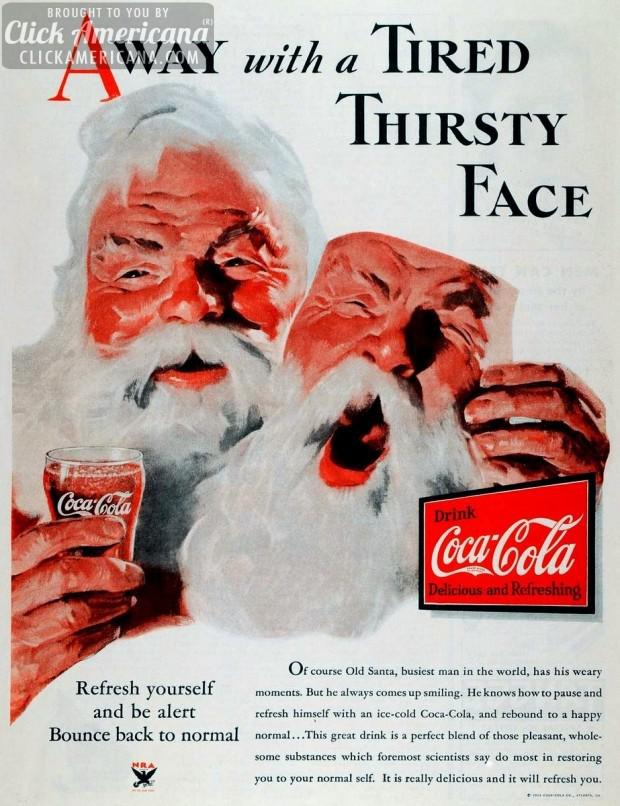 BROUGHT TO YOU BY
Click Americana (R)
CLICKAMERICANA.COM
AWAY with a TIRED
THIRSTY
FACE
Coca-Cola
Drink
Coca-Cola
Delicious and Refreshing
Refresh yourself
and be alert
Bounce back to normal
NRA
Of course Old Santa, busiest man in the world, has his weary
moments. But he always comes up smiling. He knows how to pause and
refresh himself with an ice-cold Coca-Cola, and rebound to a happy
normal...This great drink is a perfect blend of those pleasant, whole-
some substances which foremost scientists say do most in restoring
you to your normal self. It is really delicious and it will refresh you.